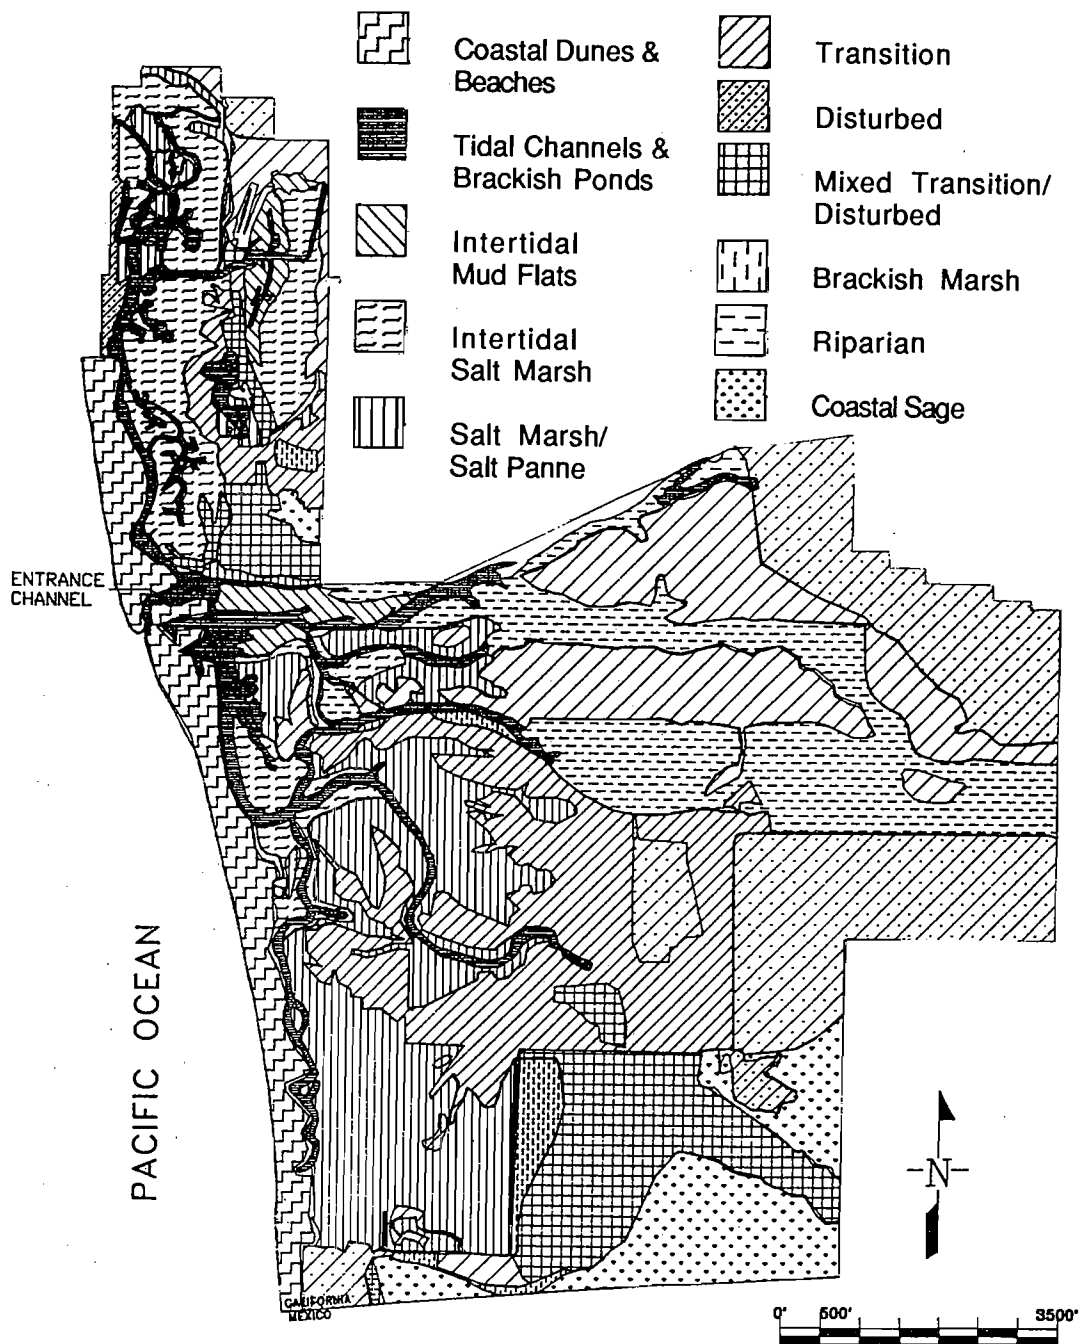 Coastal Dunes &
Beaches
Tidal Channels &
Brackish Ponds
Intertidal
Mud Flats
Intertidal
Salt Marsh
Salt Marsh/
Salt Panne
Transition
Disturbed
Mixed Transition/
Disturbed
Brackish Marsh
Riparian
Coastal Sage
ENTRANCE
CHANNEL
PACIFIC OCEAN
-N-
CALIFORNIA
MEXICO
0' 500' 3500'